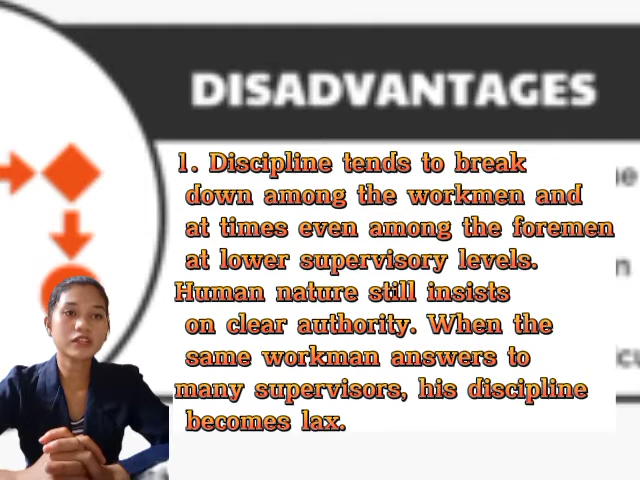 DISADVANTAGES
1. Discipline tends to break
down among the workmen and
at times even among the foremen
at lower supervisory levels.
Human nature still insists
on clear authority. When the
same workman answers to
many supervisors, his discipline
becomes lax.